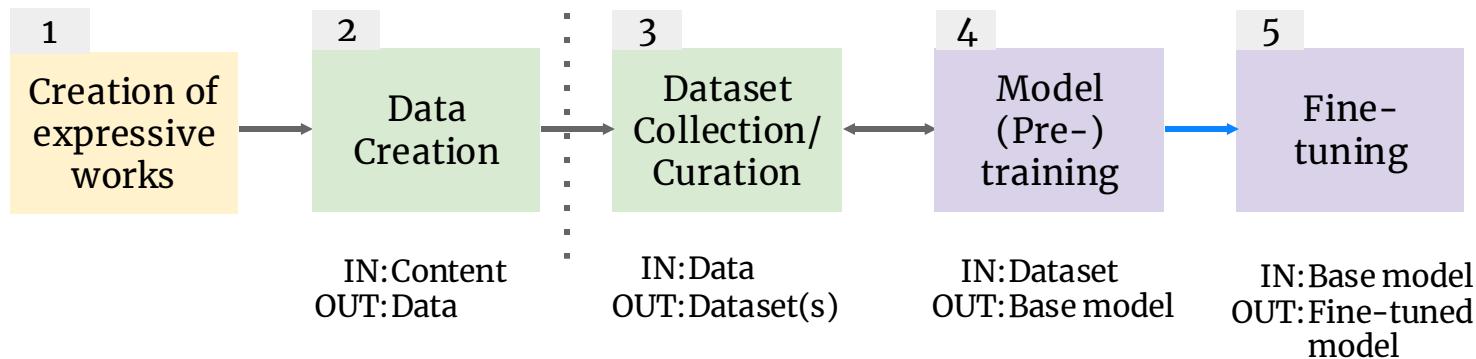 1
Creation of
expressive
works
2
Data
Creation
IN:Content
OUT:Data
3
Dataset
Collection/
Curation
IN:Data
OUT:Dataset(s)
4
Model
(Pre-)
training
IN:Dataset
OUT:Base model
5
Fine-
tuning
IN:Base model
OUT:Fine-tuned
model